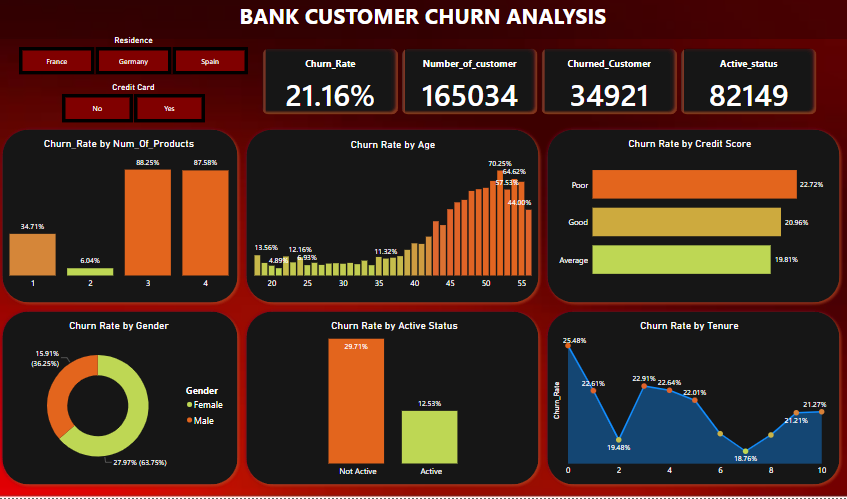 BANK CUSTOMER CHURN ANALYSIS
Residence
France
Germany
Spain
Credit Card
No
Yes
Churn_Rate
21.16%
Number_of_customer
165034
Churned_Customer
34921
Active_status
82149
Churn_Rate by Num_Of_Products
34.71%
6.04%
88.25%
87.58%
1
2
3
4
Churn Rate by Age
13.56%
4.89%
12.16%
6.93%
11.32%
70.25%
57.53%
64.62%
44.00%
20
25
30
35
40
45
50
55
Churn Rate by Credit Score
Poor
22.72%
Good
20.96%
Average
19.81%
Churn Rate by Gender
15.91%
(36.25%)
27.97% (63.75%)
Gender
Female
Male
Churn Rate by Active Status
29.71%
12.53%
Not Active
Active
Churn Rate by Tenure
Churn_Rate
25.48%
22.61%
19.48%
22.91%
22.64%
22.01%
18.76%
21.21%
21.27%
0
2
4
6
8
10